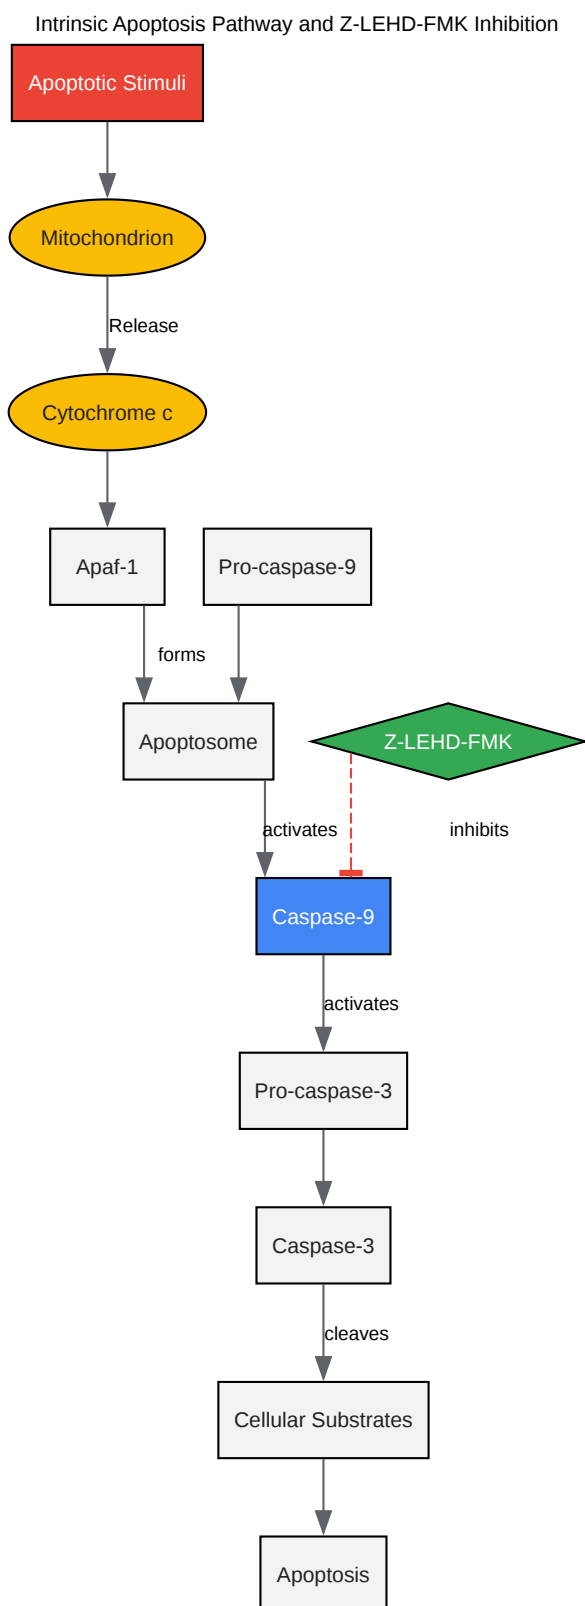 Intrinsic Apoptosis Pathway and Z-LEHD-FMK Inhibition
Apoptotic Stimuli
Mitochondrion
Release
Cytochrome c
Apaf-1
Pro-caspase-9
forms
Apoptosome
Z-LEHD-FMK
activates
inhibits
Caspase-9
activates
Pro-caspase-3
Caspase-3
cleaves
Cellular Substrates
Apoptosis